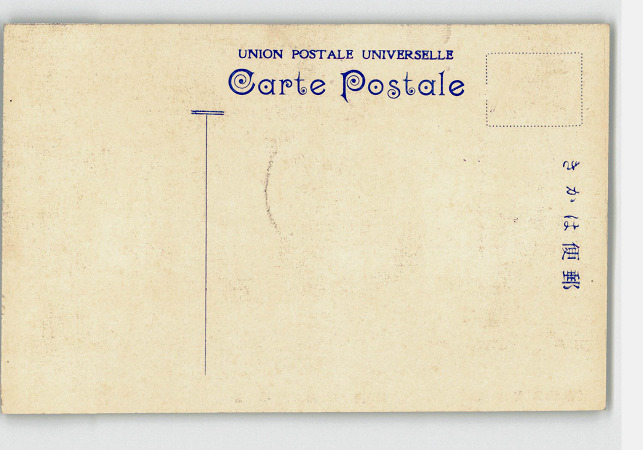 UNION POSTALE UNIVERSELLE
Carte Postale
きかは便郵